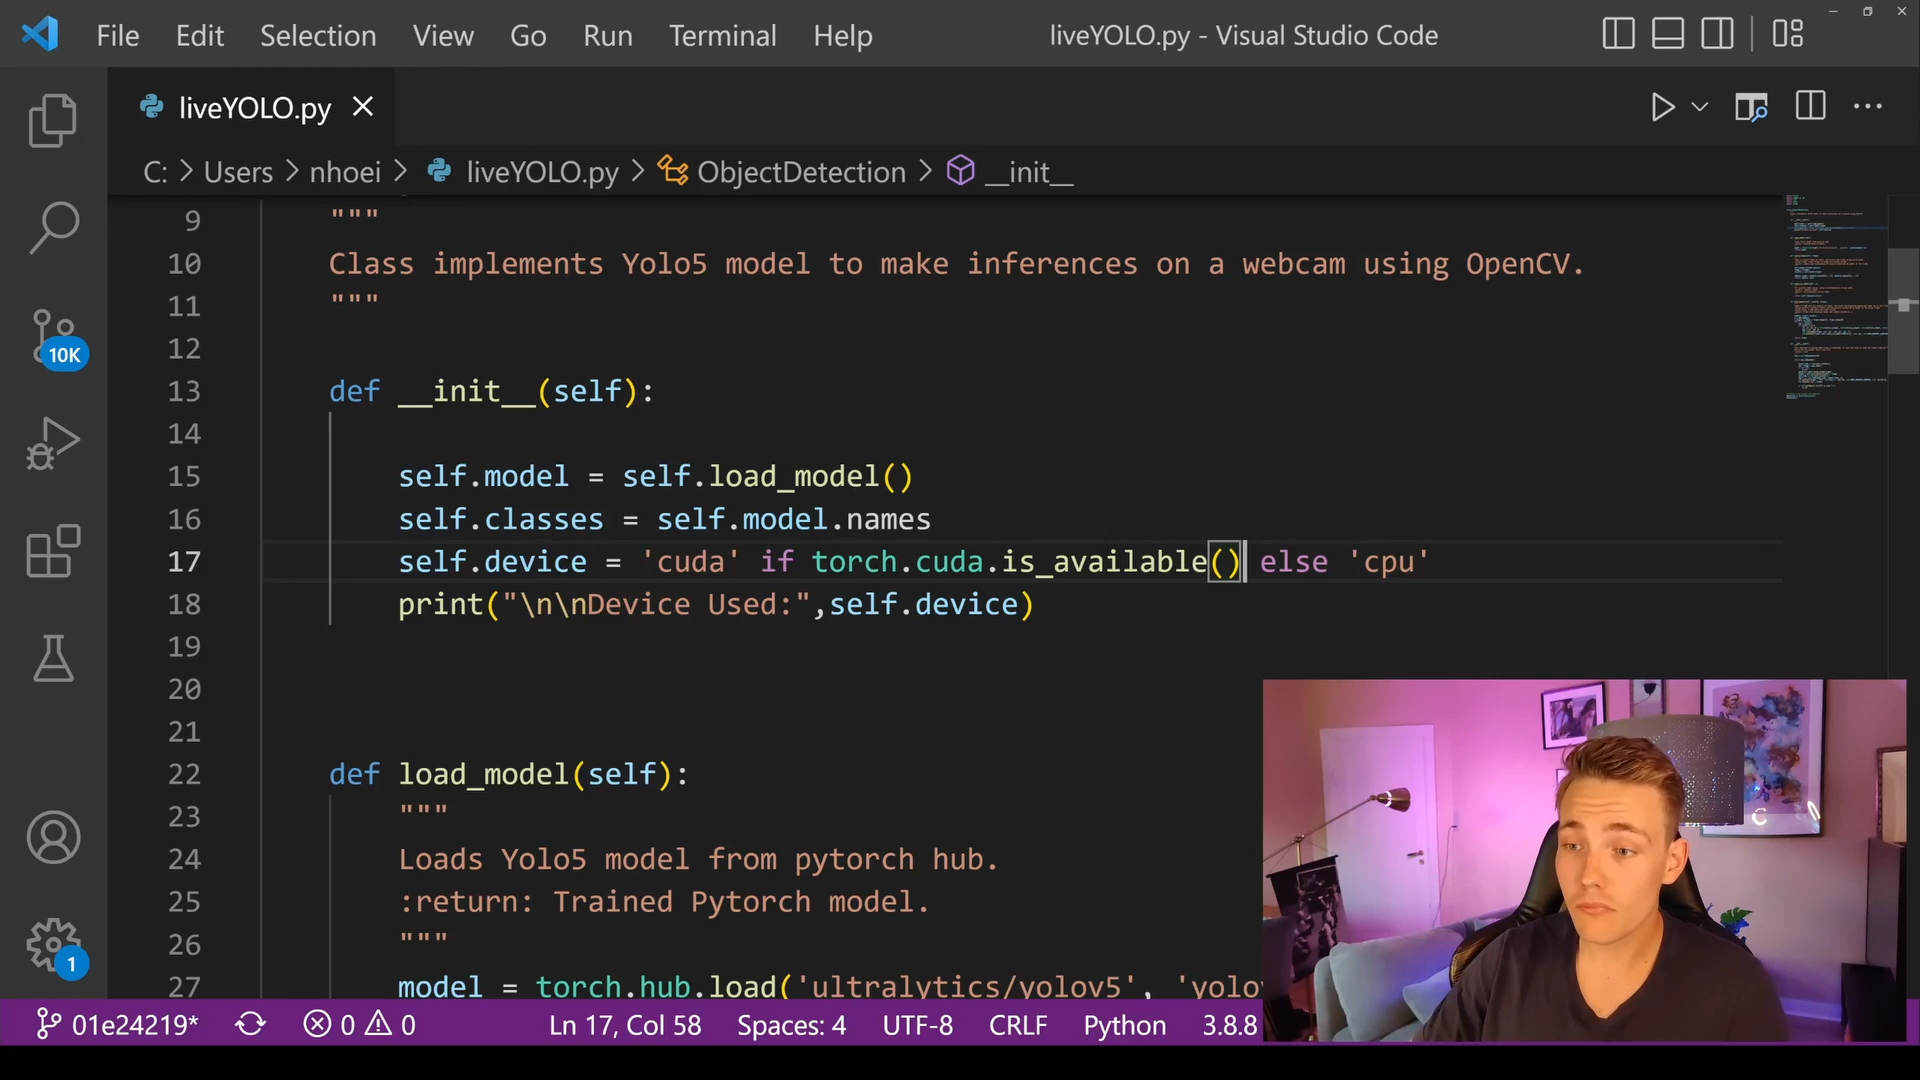 File Edit Selection View Go Run Terminal Help liveYOLO.py - Visual Studio Code
liveYOLO.py
C: > Users > nhoei > liveYOLO.py > ObjectDetection > __init__
9 """
10 Class implements Yolo5 model to make inferences on a webcam using OpenCV.
11 """
12
13 def __init__(self):
14
15 self.model = self.load_model()
16 self.classes = self.model.names
17 self.device = 'cuda' if torch.cuda.is_available() else 'cpu'
18 print("\n\nDevice Used:",self.device)
19
20
21
22 def load_model(self):
23 """
24 Loads Yolo5 model from pytorch hub.
25 :return: Trained Pytorch model.
26 """
27 model = torch.hub.load('ultralytics/yolov5', 'yolo
10K
1
01e24219* 0 0 Ln 17, Col 58 Spaces: 4 UTF-8 CRLF Python 3.8.8